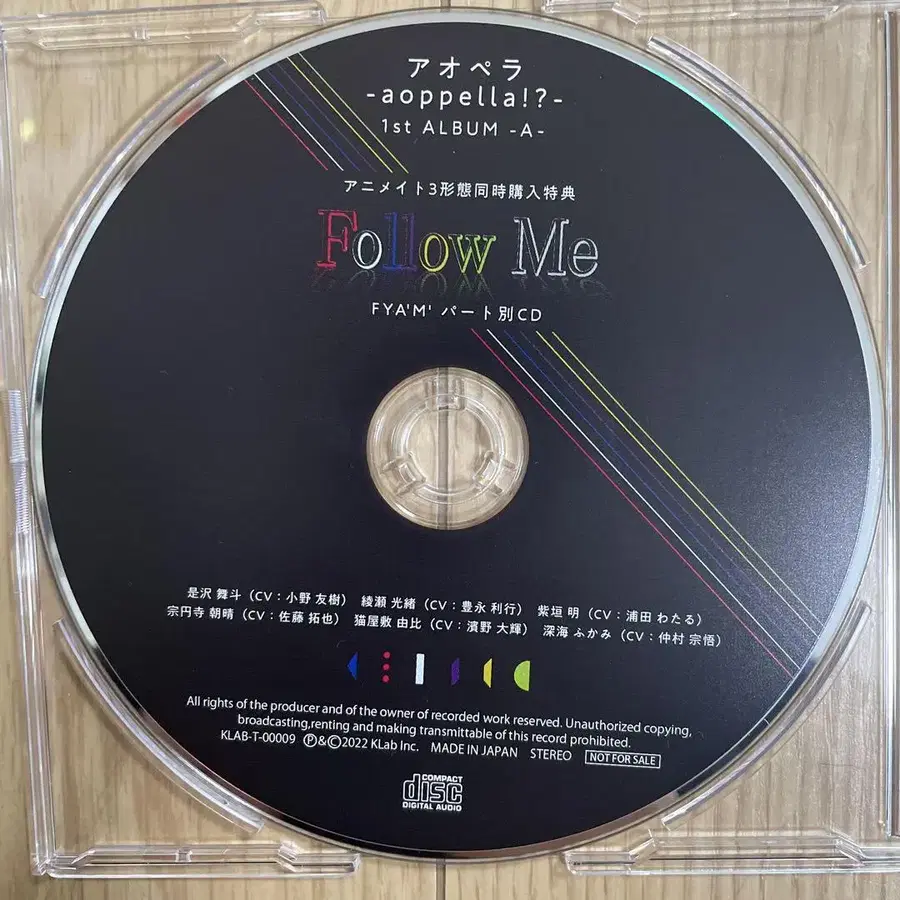 アオペラ
-aoppella!?-
1st ALBUM -A-
アニメイト3形態同時購入特典
Follow Me
FYA'M' パート別CD
是沢 舞斗（CV：小野 友樹） 綾瀬 光緒（CV：豊永 利行） 紫垣 明（CV：浦田 わたる）
宗円寺 朝晴（CV：佐藤 拓也） 猫屋敷 由比（CV：濱野 大輝） 深海 ふかみ（CV：仲村 宗悟）
All rights of the producer and of the owner of recorded work reserved. Unauthorized copying,
broadcasting,renting and making transmittable of this record prohibited.
KLAB-T-00009 Ⓟ&Ⓒ2022 KLab Inc. MADE IN JAPAN STEREO NOT FOR SALE
COMPACT
disc
DIGITAL AUDIO